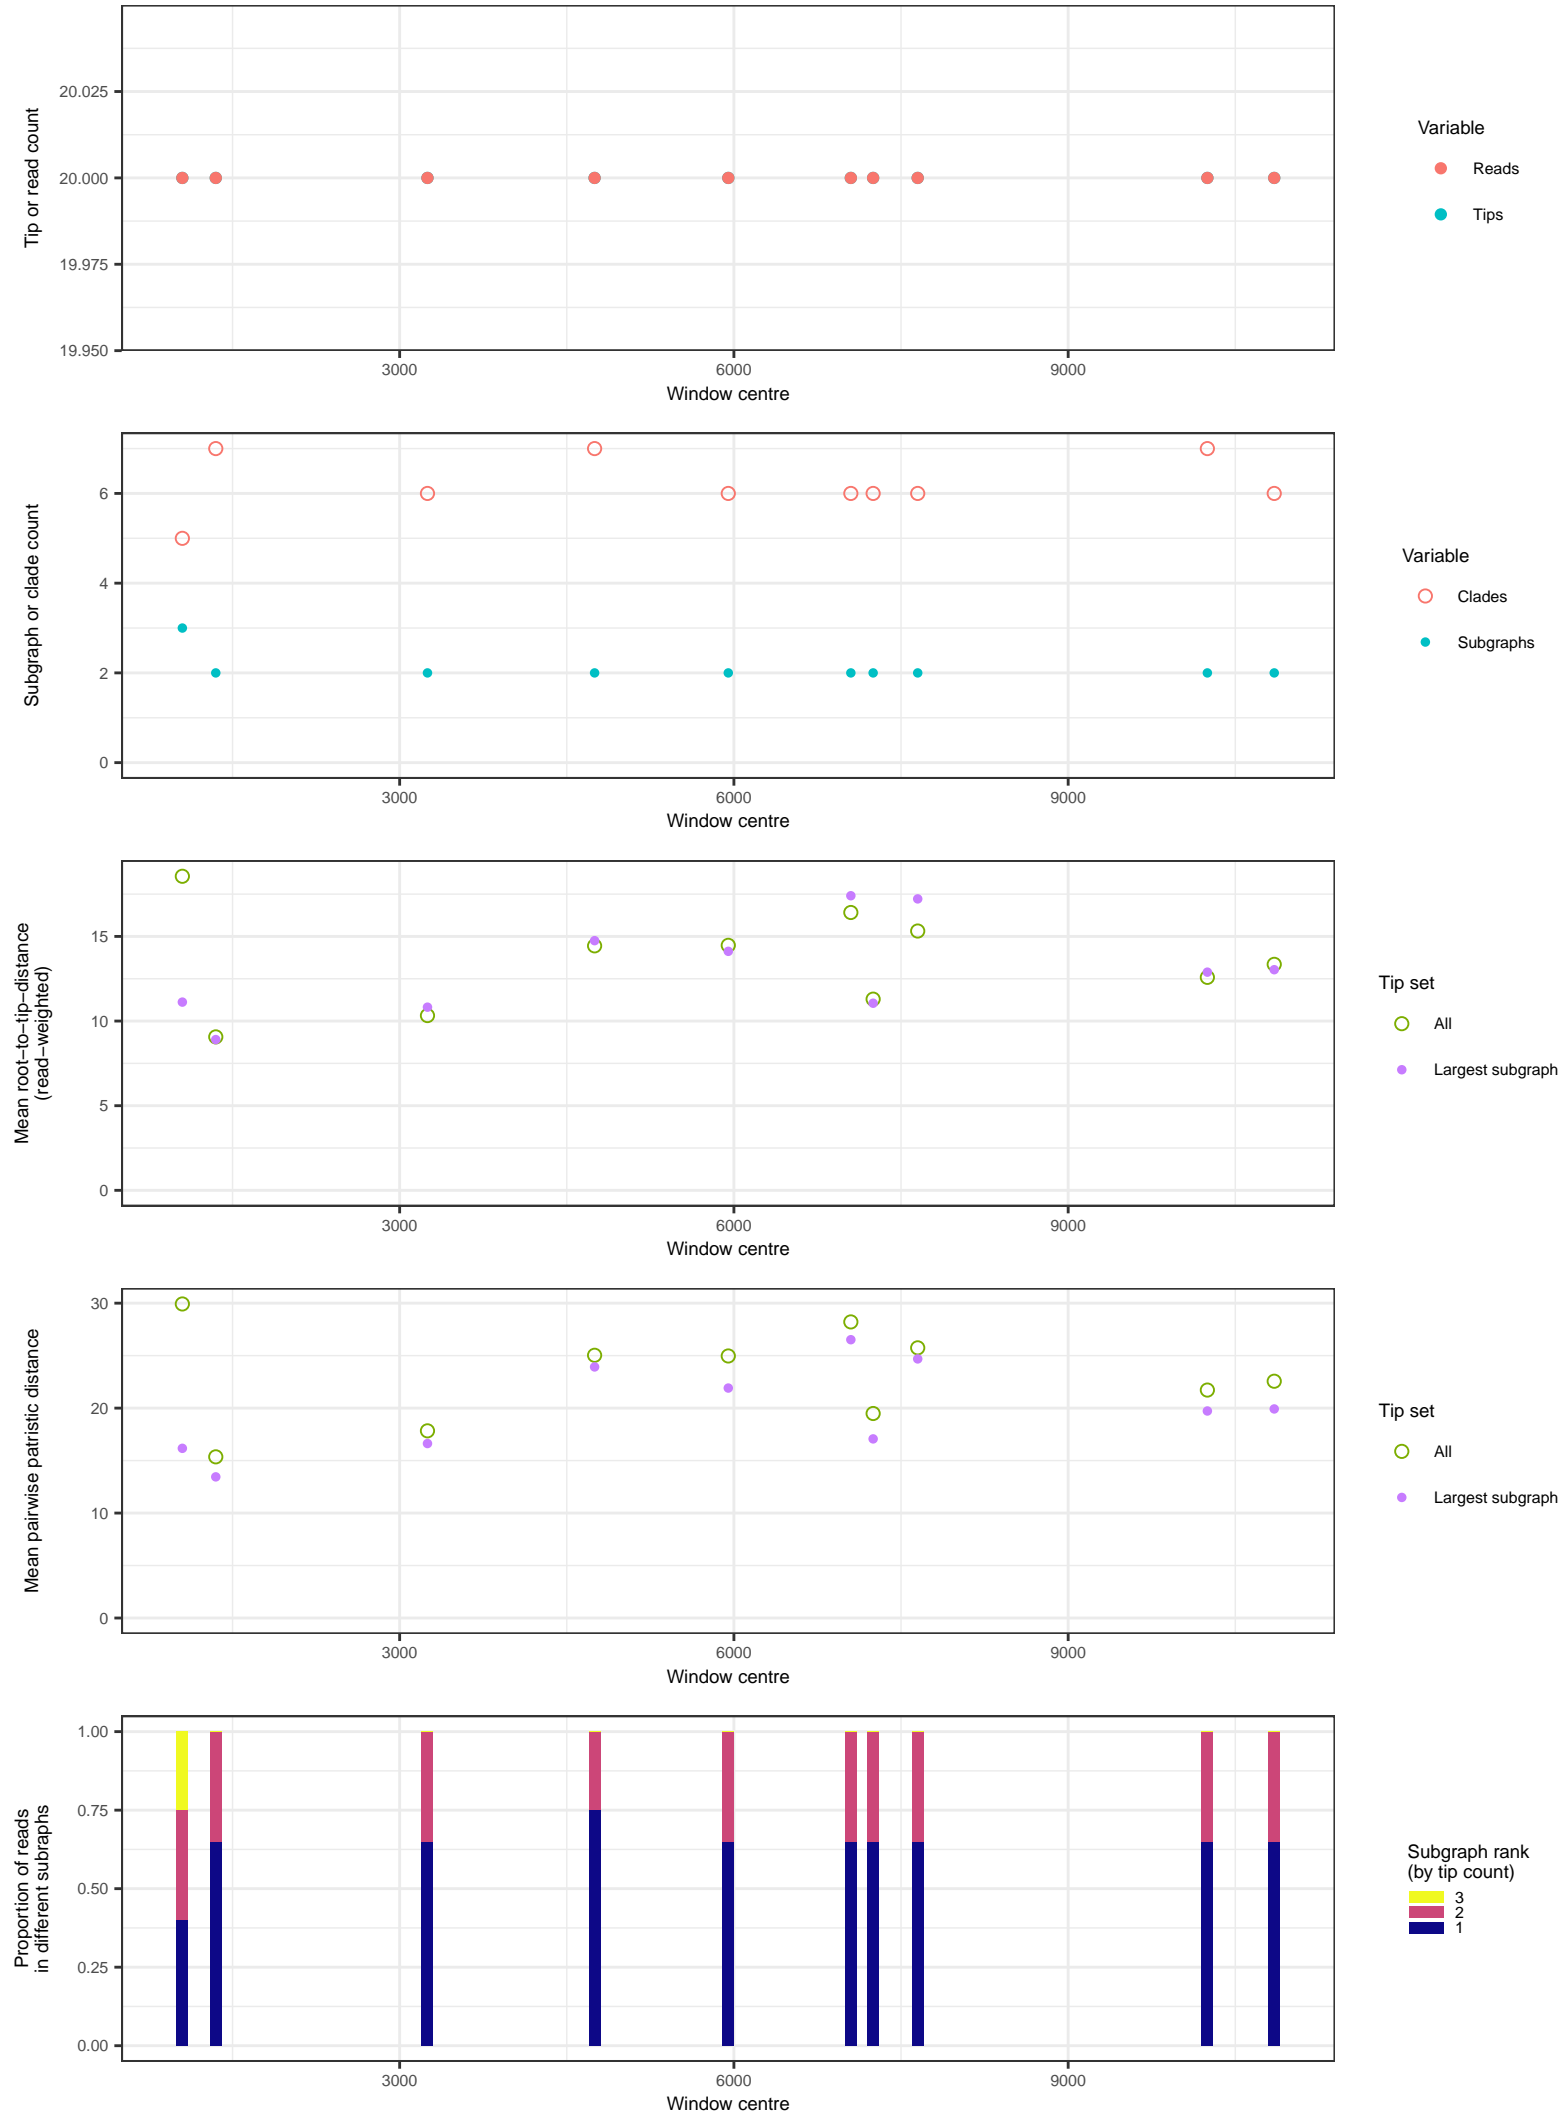 20.025
20.000
19.975
19.950
Tip or read count
3000 6000 9000
Window centre
Variable
Reads
Tips
6
4
2
0
Subgraph or clade count
3000 6000 9000
Window centre
Variable
Clades
Subgraphs
15
10
5
0
Mean root−to−tip−distance
(read−weighted)
3000 6000 9000
Window centre
Tip set
All
Largest subgraph
30
20
10
0
Mean pairwise patristic distance
3000 6000 9000
Window centre
Tip set
All
Largest subgraph
1.00
0.75
0.50
0.25
0.00
Proportion of reads
in different subraphs
3000 6000 9000
Window centre
Subgraph rank
(by tip count)
3
2
1